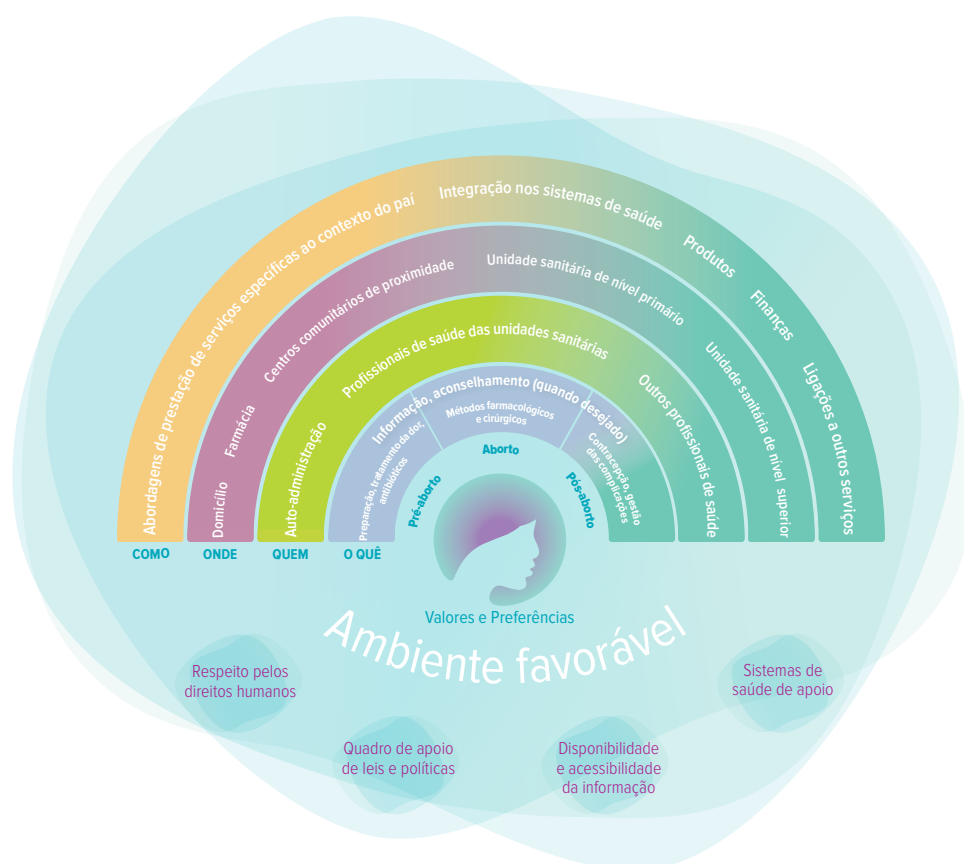 Abordagens de prestação de serviços específicas ao contexto do paí
Integração nos sistemas de saúde
Produtos
Finanças
Ligações a outros serviços
Domicílio
Farmácia
Centros comunitários de proximidade
Unidade sanitária de nível primário
Unidade sanitária de nível superior
Auto-administração
Profissionais de saúde das unidades sanitárias
Outros profissionais de saúde
Informação, aconselhamento (quando desejado)
Preparação, tratamento da dor,
antibióticos
Métodos farmacológicos
e cirúrgicos
Contracepção, gestão
das complicações
Pré-aborto
Aborto
Pós-aborto
COMO
ONDE
QUEM
O QUÊ
Valores e Preferências
Ambiente favorável
Respeito pelos
direitos humanos
Quadro de apoio
de leis e políticas
Disponibilidade
e acessibilidade
da informação
Sistemas de
saúde de apoio